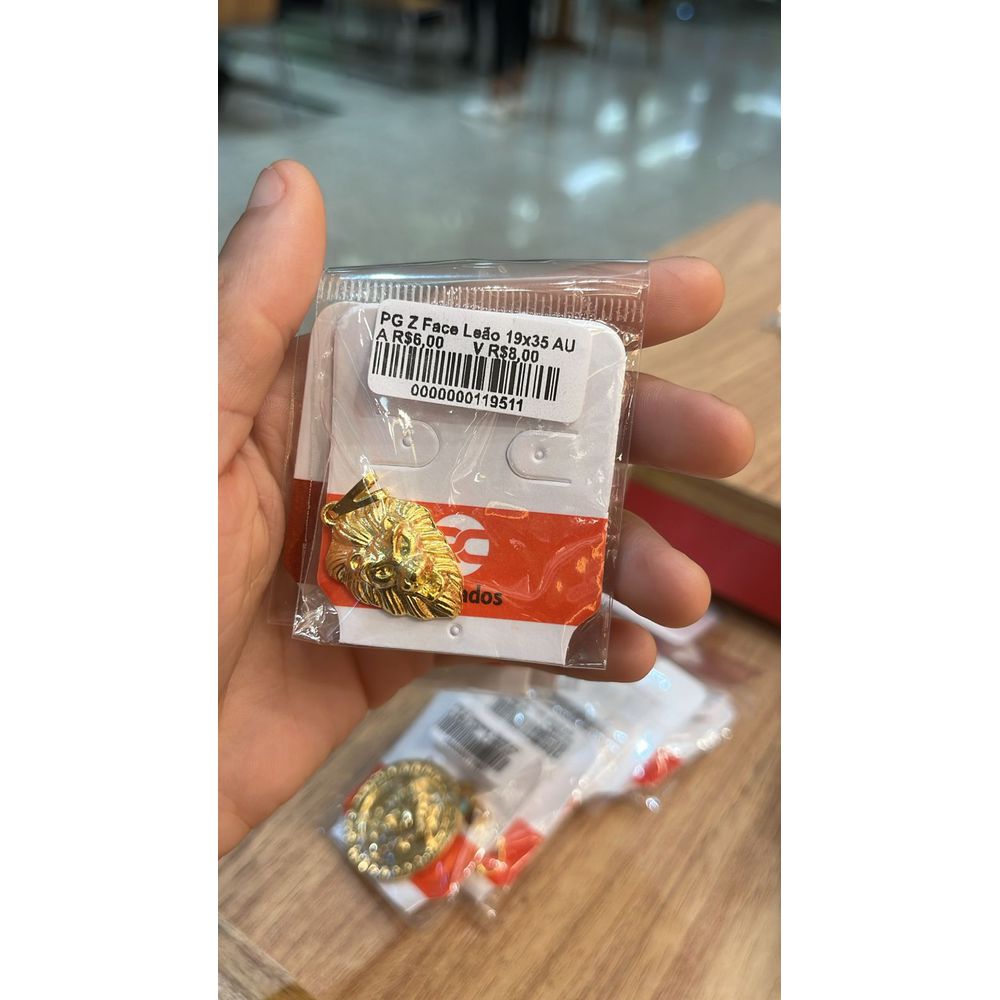 PG Z Face Leão 19x35 AU
A R$6,00 V R$8,00
0000000119511
ados